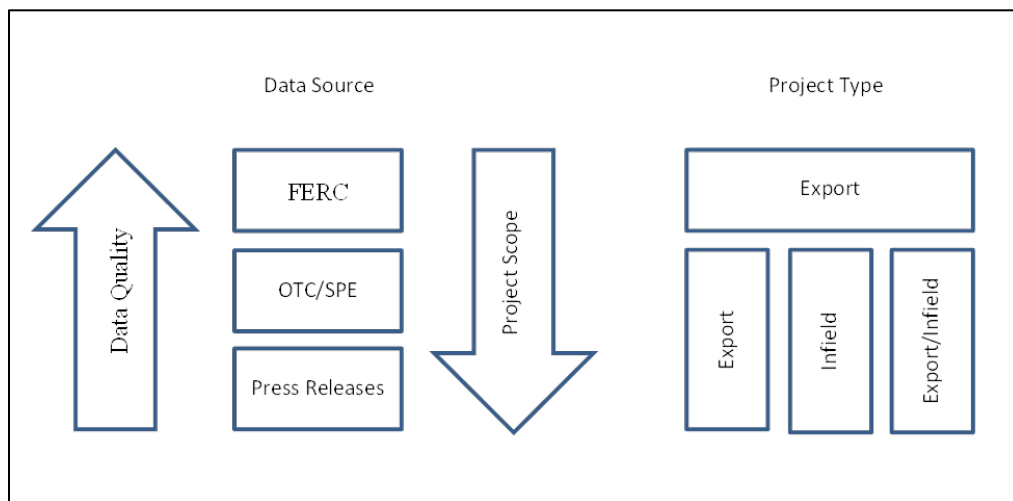 Data Source
Project Type
Data Quality
FERC
OTC/SPE
Press Releases
Project Scope
Export
Export
Infield
Export/Infield